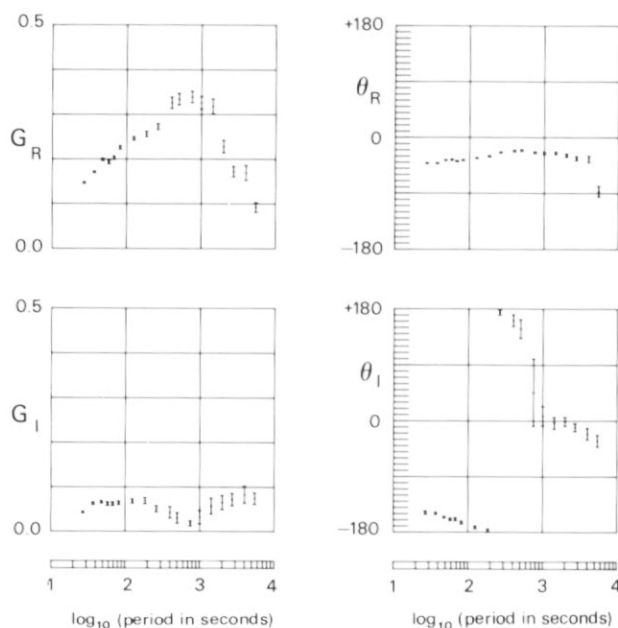 0.5
G_R
0.0
+180
θ_R
0
−180
0.5
G_I
0.0
+180
θ_I
0
−180
1 2 3 4
log₁₀ (period in seconds)
1 2 3 4
log₁₀ (period in seconds)